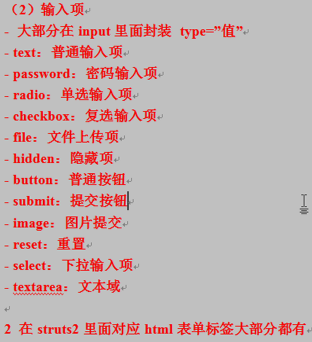 （2）输入项
- 大部分在 input 里面封装 type=”值”
- text：普通输入项
- password：密码输入项
- radio：单选输入项
- checkbox：复选输入项
- file：文件上传项
- hidden：隐藏项
- button：普通按钮
- submit：提交按钮
- image：图片提交
- reset：重置
- select：下拉输入项
- textarea：文本域
2 在 struts2 里面对应 html 表单标签大部分都有